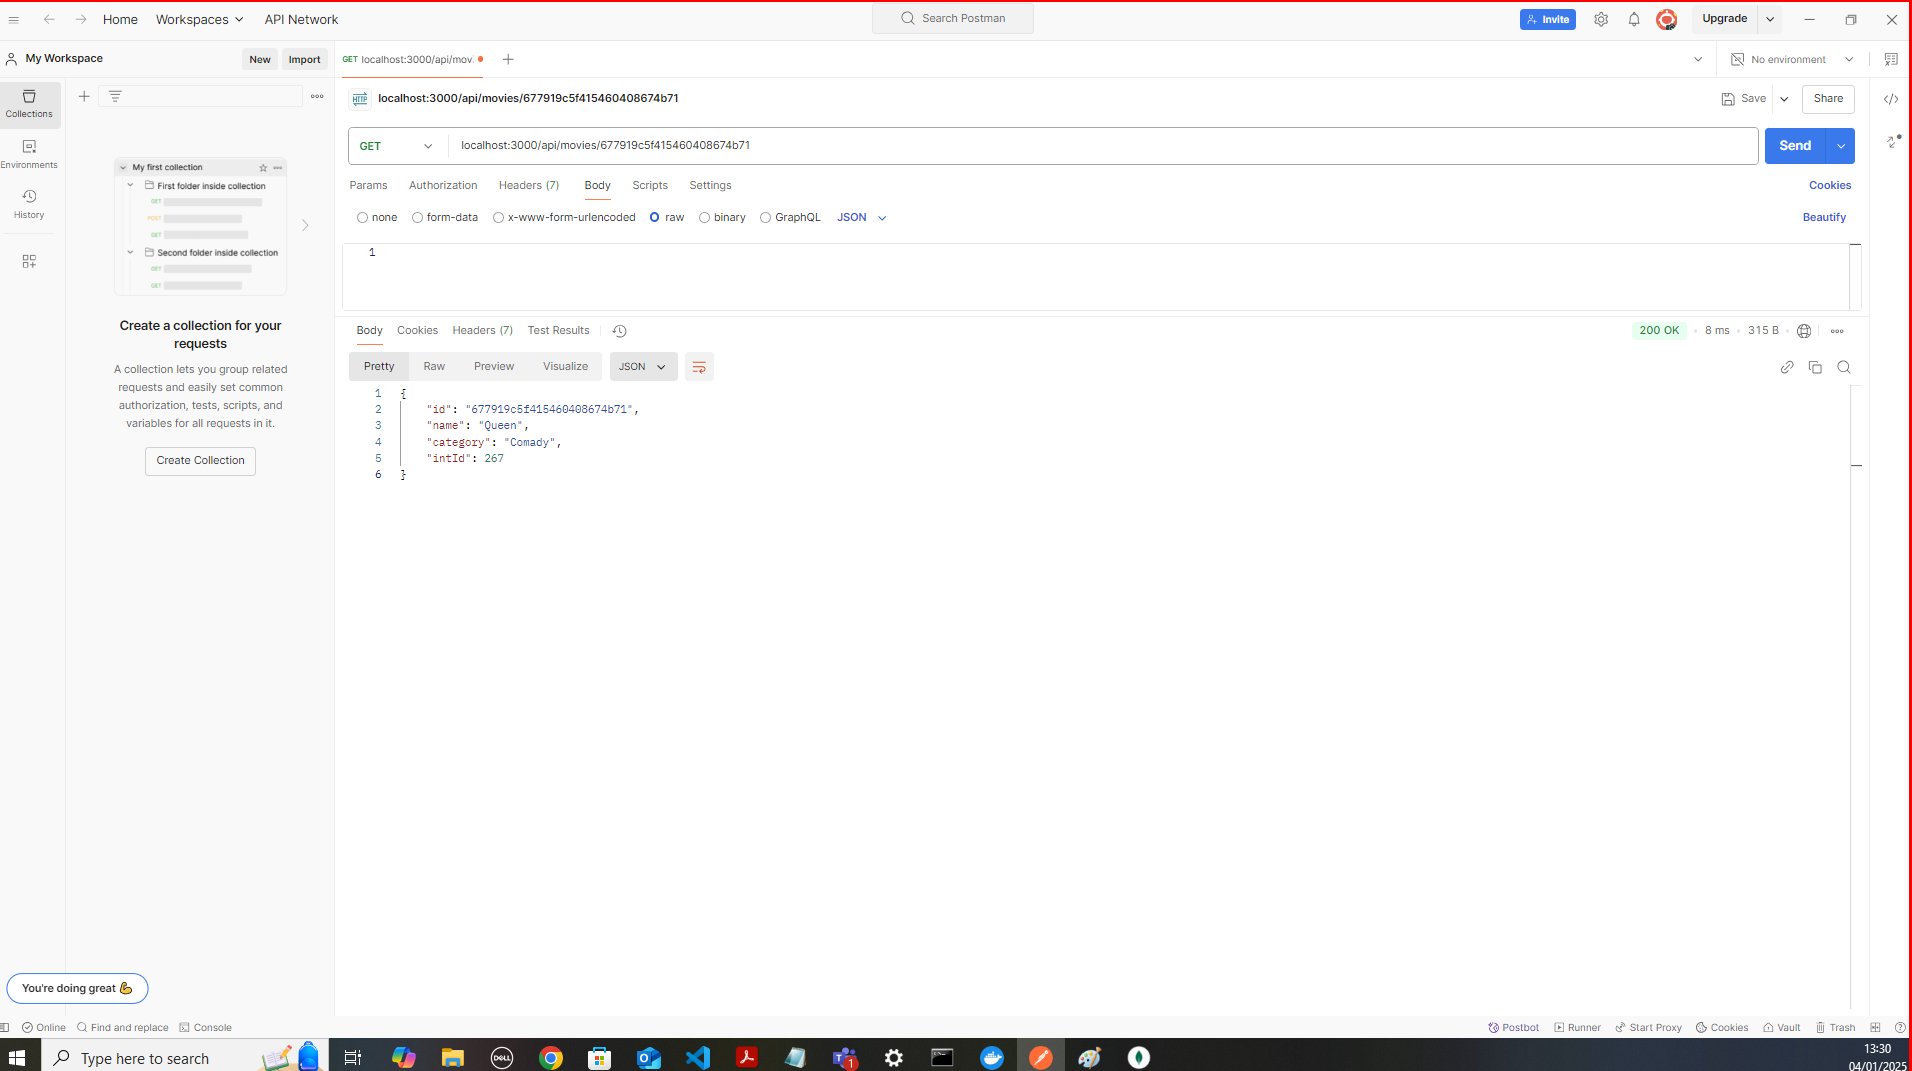 Home Workspaces API Network Search Postman Invite Upgrade
My Workspace New Import GET localhost:3000/api/mov No environment
Collections
Environments
History
My first collection
First folder inside collection
GET
POST
GET
Second folder inside collection
GET
GET
Create a collection for your
requests
A collection lets you group related
requests and easily set common
authorization, tests, scripts, and
variables for all requests in it.
Create Collection
You're doing great
HTTP localhost:3000/api/movies/677919c5f415460408674b71 Save Share
GET localhost:3000/api/movies/677919c5f415460408674b71 Send
Params Authorization Headers (7) Body Scripts Settings Cookies
none form-data x-www-form-urlencoded raw binary GraphQL JSON Beautify
1
Body Cookies Headers (7) Test Results 200 OK 8 ms 315 B
Pretty Raw Preview Visualize JSON
1 {
2 "id": "677919c5f415460408674b71",
3 "name": "Queen",
4 "category": "Comady",
5 "intId": 267
6 }
Online Find and replace Console Postbot Runner Start Proxy Cookies Vault Trash
Type here to search DELL 1 13:30
04/01/2025